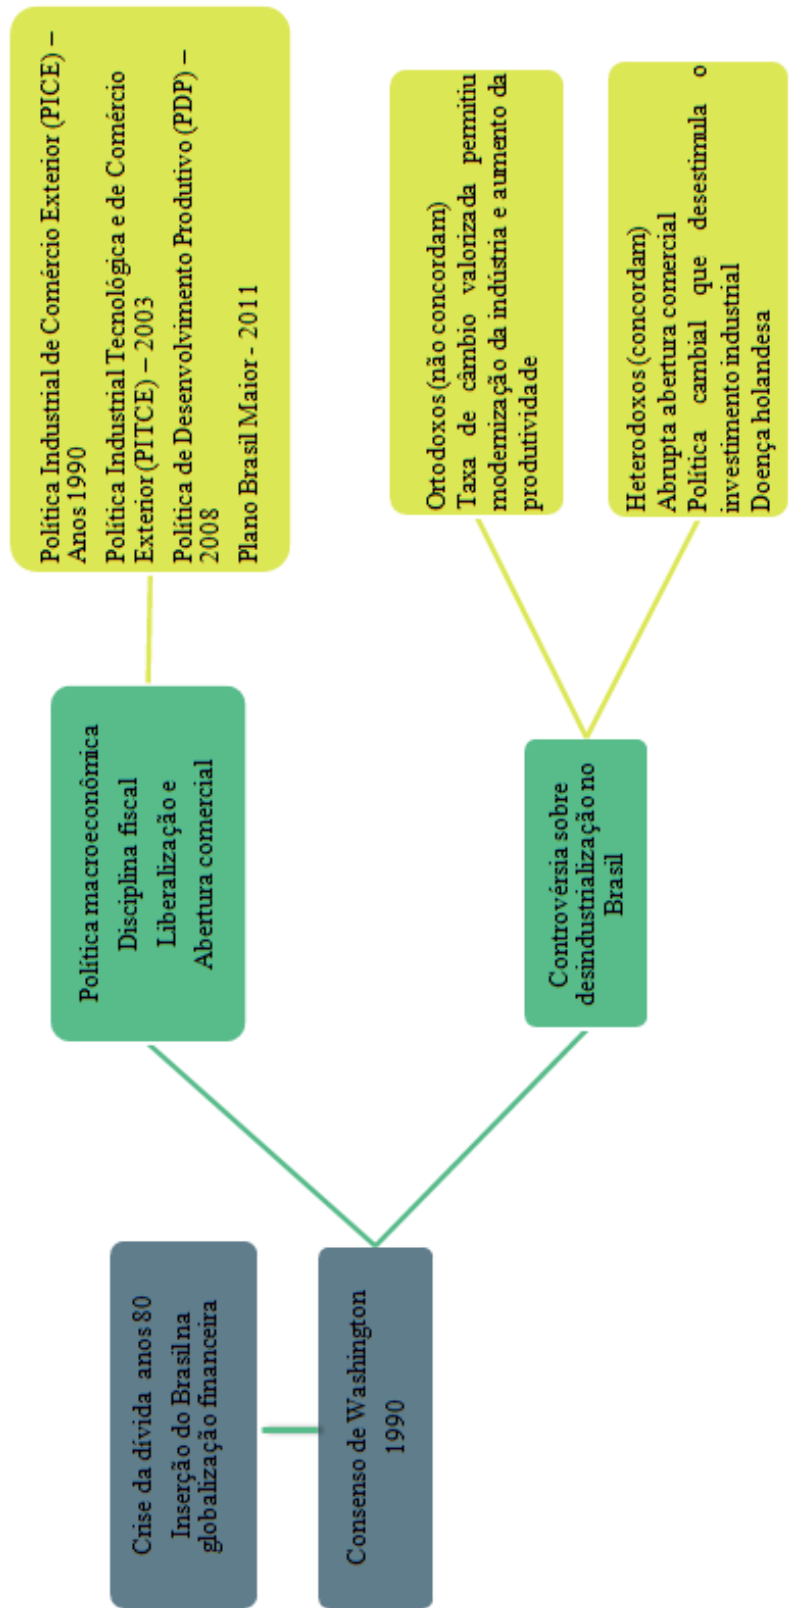 Crise da dívida anos 80
Inserção do Brasil na
globalização financeira
Consenso de Washington
1990
Política macroeconômica
Disciplina fiscal
Liberalização e
Abertura comercial
Controvérsia sobre
desindustrialização no
Brasil
Política Industrial de Comércio Exterior (PICE) –
Anos 1990
Política Industrial Tecnológica e de Comércio
Exterior (PITCE) – 2003
Política de Desenvolvimento Produtivo (PDP) –
2008
Plano Brasil Maior - 2011
Ortodoxos (não concordam)
Taxa de câmbio valorizada permitiu
modernização da indústria e aumento da
produtividade
Heterodoxos (concordam)
Abrupta abertura comercial
Política cambial que desestimula o
investimento industrial
Doença holandesa